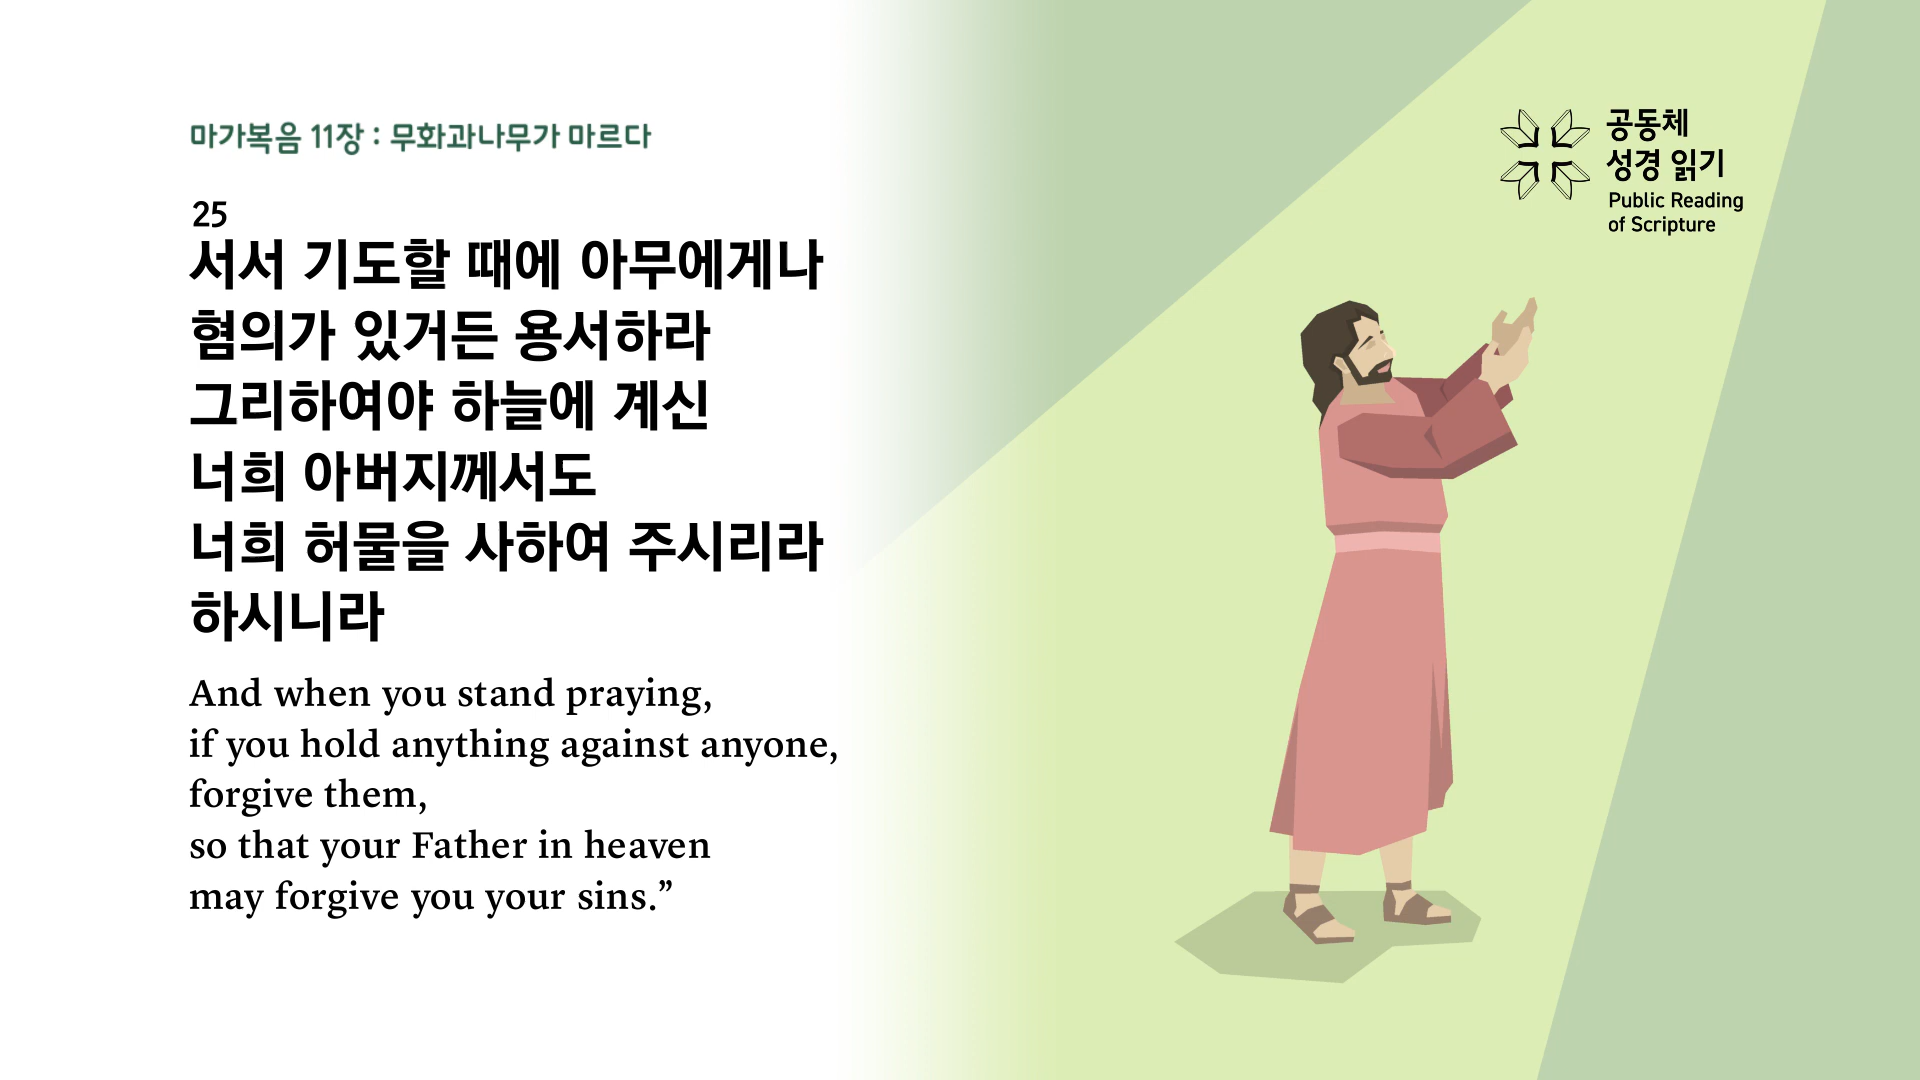 마가복음 11장 : 무화과나무가 마르다
25
서서 기도할 때에 아무에게나
혐의가 있거든 용서하라
그리하여야 하늘에 계신
너희 아버지께서도
너희 허물을 사하여 주시리라
하시니라
And when you stand praying,
if you hold anything against anyone,
forgive them,
so that your Father in heaven
may forgive you your sins.”
공동체
성경 읽기
Public Reading
of Scripture